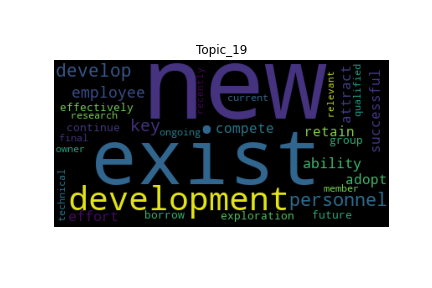 Topic_19
develop
new
employee
recently
current
relevant
attract
qualified
successful
effectively
research
continue
key
ongoing
compete
retain
final
group
owner
exist
ability
adopt
technical
development
personnel
member
effort
borrow
exploration
future